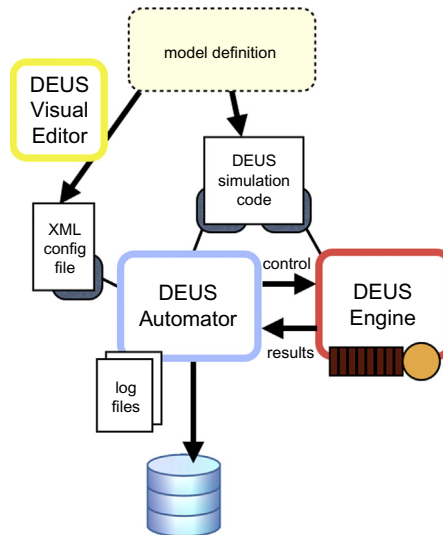 model definition
DEUS
Visual
Editor
DEUS
simulation
code
XML
config
file
control
DEUS
Automator
DEUS
Engine
results
log
files